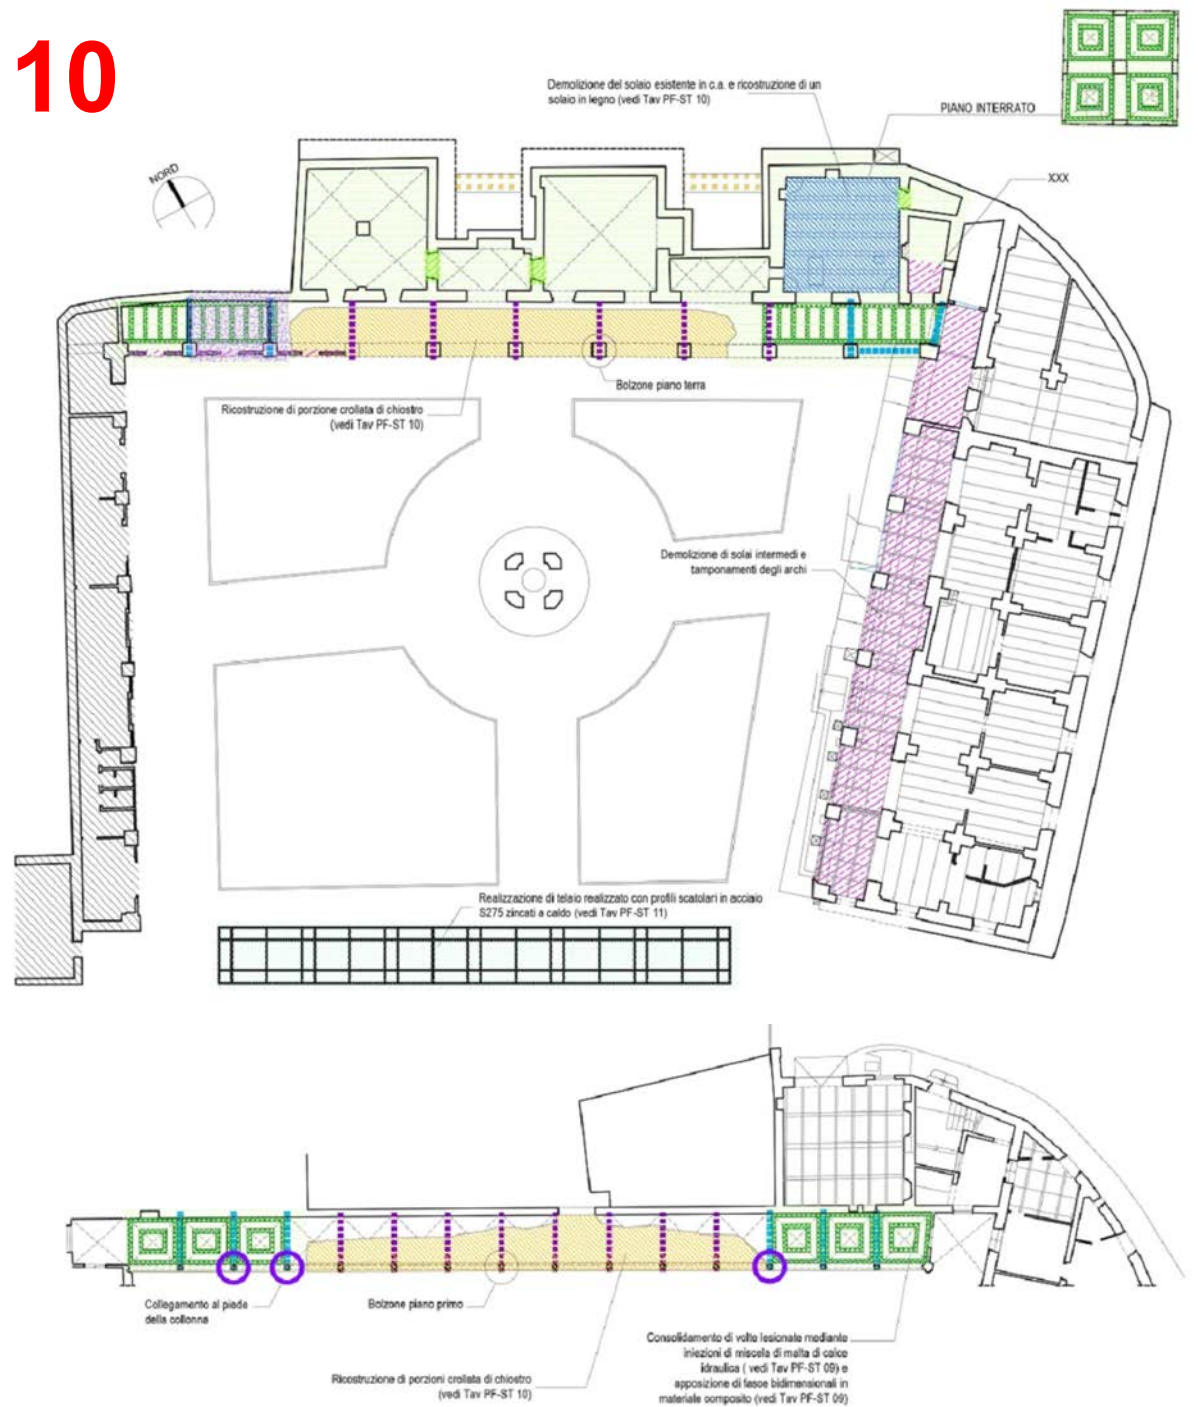 10
Demolizione del solaio esistente in c.a. e ricostruzione di un
solaio in legno (vedi Tav PF-ST 10)
PIANO INTERRATO
NORD
XXX
Bolzone piano terra
Ricostruzione di porzione crollata di chiostro
(vedi Tav PF-ST 10)
Demolizione di solai intermedi e
tamponamenti degli archi
Realizzazione di telaio realizzato con profili scatolari in acciaio
S275 zincati a caldo (vedi Tav PF-ST 11)
Collegamento al piede
della collonna
Bolzone piano primo
Consolidamento di volte lesionate mediante
iniezioni di miscela di malta di calce
idraulica ( vedi Tav PF-ST 09) e
apposizione di fasce bidimensionali in
materiale composito (vedi Tav PF-ST 09)
Ricostruzione di porzioni crollata di chiostro
(vedi Tav PF-ST 10)